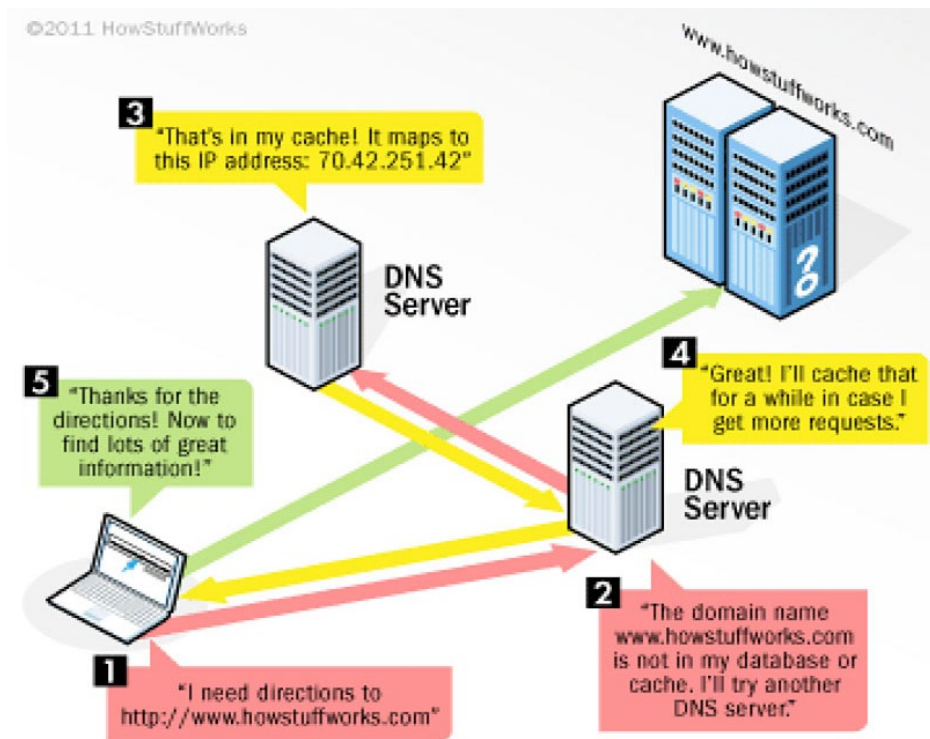 ©2011 HowStuffWorks
www.howstuffworks.com
3
"That's in my cache! It maps to
this IP address: 70.42.251.42"
DNS
Server
4
"Great! I'll cache that
for a while in case I
get more requests."
5
"Thanks for the
directions! Now to
find lots of great
information!"
DNS
Server
2
"The domain name
www.howstuffworks.com
is not in my database or
cache. I'll try another
DNS server."
1
"I need directions to
http://www.howstuffworks.com"
?